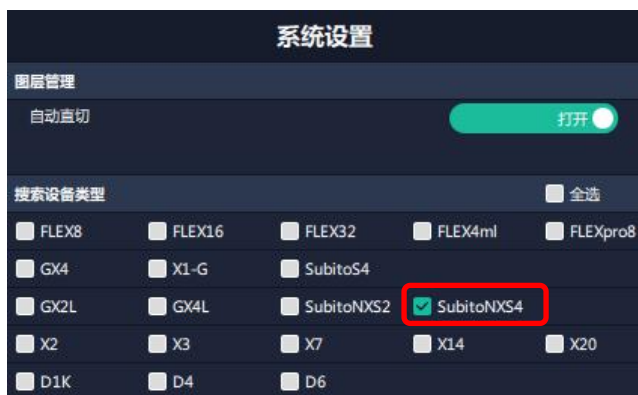 系统设置
图层管理
自动直切 打开
搜索设备类型 全选
FLEX8 FLEX16 FLEX32 FLEX4ml FLEXpro8
GX4 X1-G SubitoS4
GX2L GX4L SubitoNXS2 SubitoNXS4
X2 X3 X7 X14 X20
D1K D4 D6